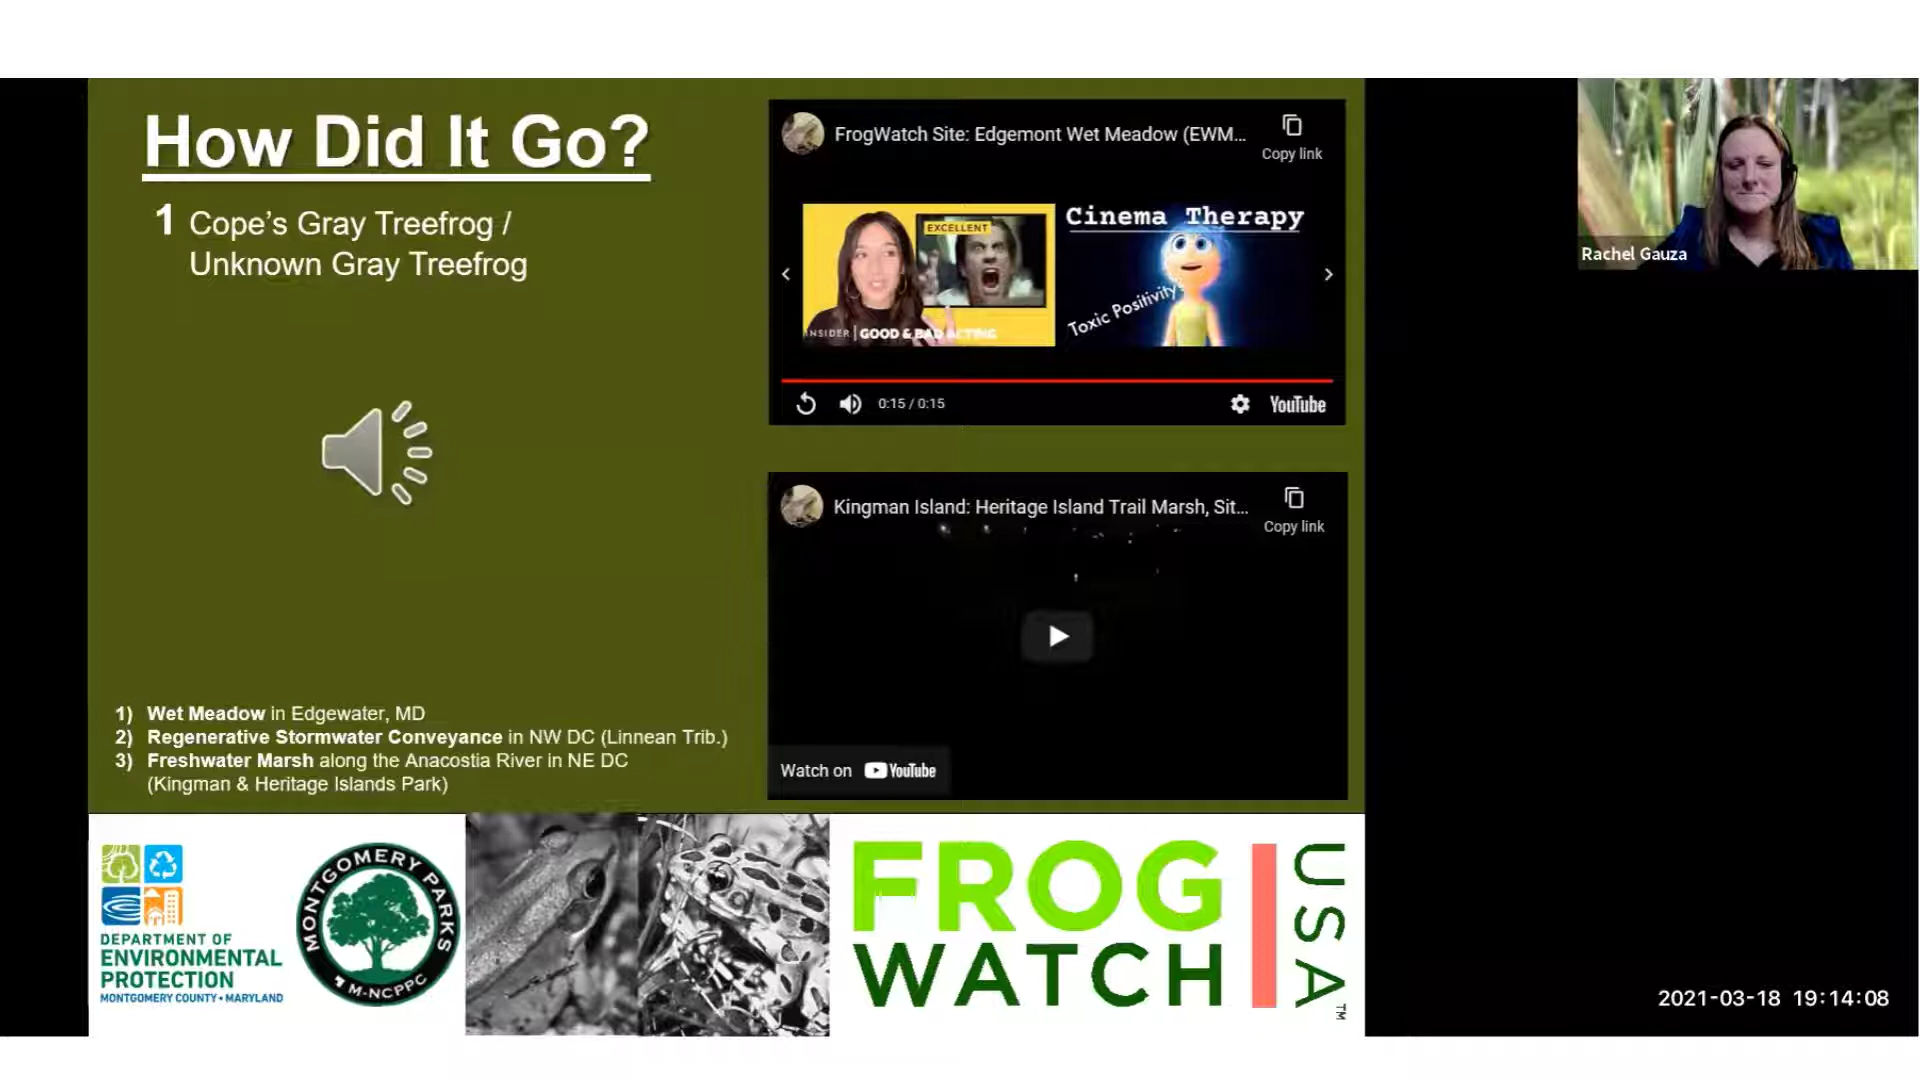 How Did It Go?
1 Cope's Gray Treefrog /
Unknown Gray Treefrog
FrogWatch Site: Edgemont Wet Meadow (EWM...
Copy link
EXCELLENT
INSIDER | GOOD & BAD ACTING
Cinema Therapy
Toxic Positivity
0:15 / 0:15
YouTube
Kingman Island: Heritage Island Trail Marsh, Sit...
Copy link
Watch on YouTube
1) Wet Meadow in Edgewater, MD
2) Regenerative Stormwater Conveyance in NW DC (Linnean Trib.)
3) Freshwater Marsh along the Anacostia River in NE DC
(Kingman & Heritage Islands Park)
DEPARTMENT OF
ENVIRONMENTAL
PROTECTION
MONTGOMERY COUNTY • MARYLAND
MONTGOMERY PARKS
M-NCPPC
FROG
WATCH
USA™
Rachel Gauza
2021-03-18 19:14:08